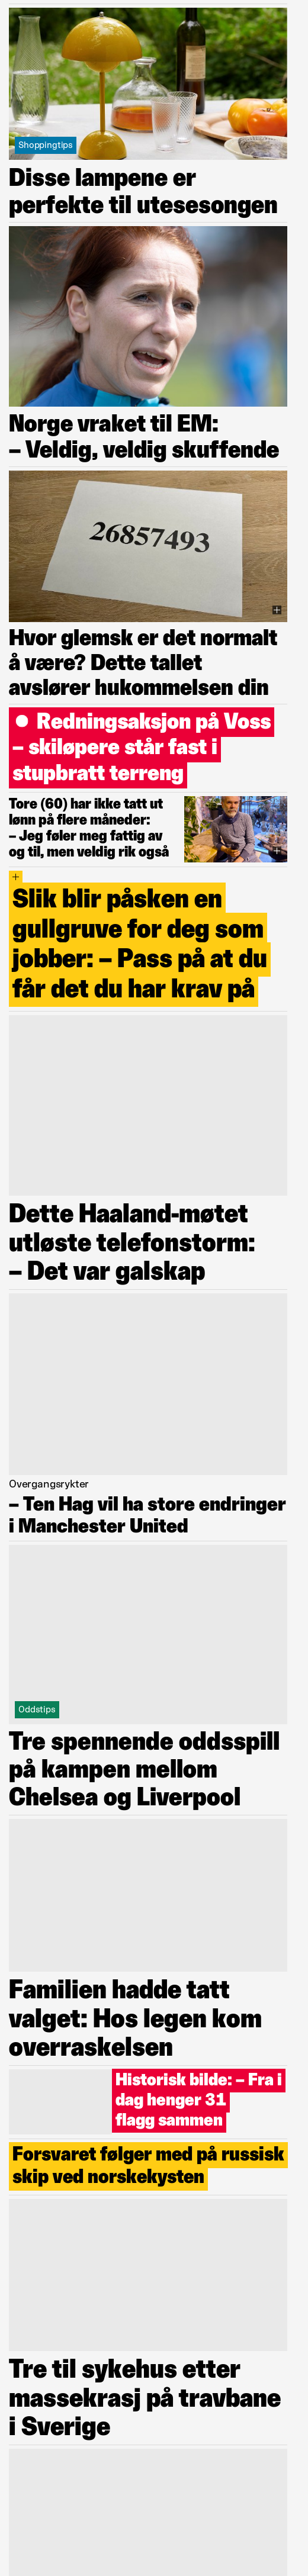 Shoppingtips
Disse lampene er
perfekte til utesesongen
Norge vraket til EM:
– Veldig, veldig skuffende
26857493
Hvor glemsk er det normalt
å være? Dette tallet
avslører hukommelsen din
Redningsaksjon på Voss
– skiløpere står fast i
stupbratt terreng
Tore (60) har ikke tatt ut
lønn på flere måneder:
– Jeg føler meg fattig av
og til, men veldig rik også
+
Slik blir påsken en
gullgruve for deg som
jobber: – Pass på at du
får det du har krav på
Dette Haaland-møtet
utløste telefonstorm:
– Det var galskap
Overgangsrykter
– Ten Hag vil ha store endringer
i Manchester United
Oddstips
Tre spennende oddsspill
på kampen mellom
Chelsea og Liverpool
Familien hadde tatt
valget: Hos legen kom
overraskelsen
Historisk bilde: – Fra i
dag henger 31
flagg sammen
Forsvaret følger med på russisk
skip ved norskekysten
Tre til sykehus etter
massekrasj på travbane
i Sverige